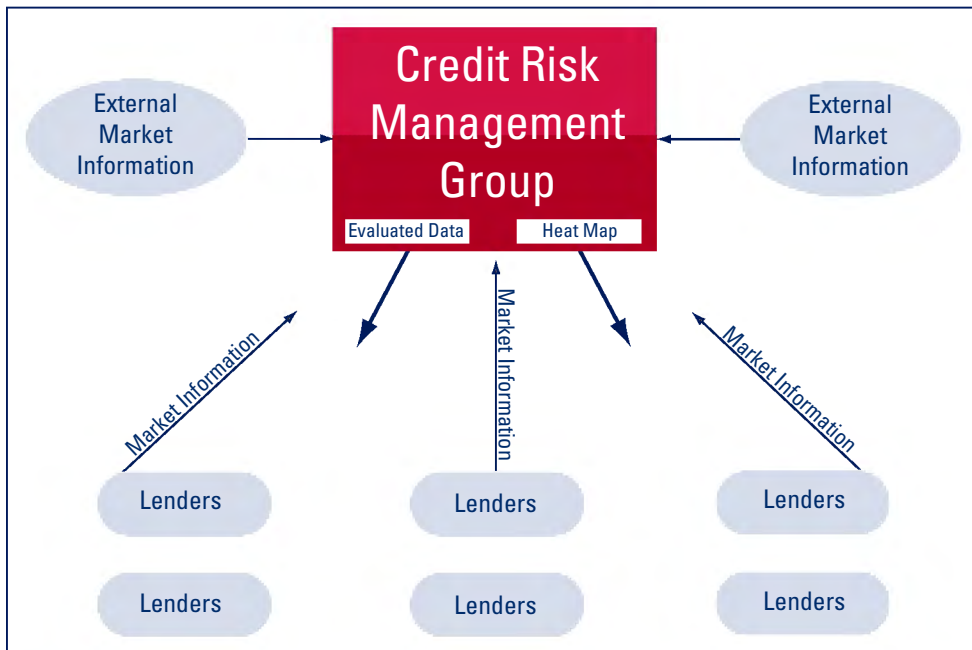 External
Market
Information
Credit Risk
Management
Group
External
Market
Information
Evaluated Data
Heat Map
Market Information
Market Information
Market Information
Lenders
Lenders
Lenders
Lenders
Lenders
Lenders